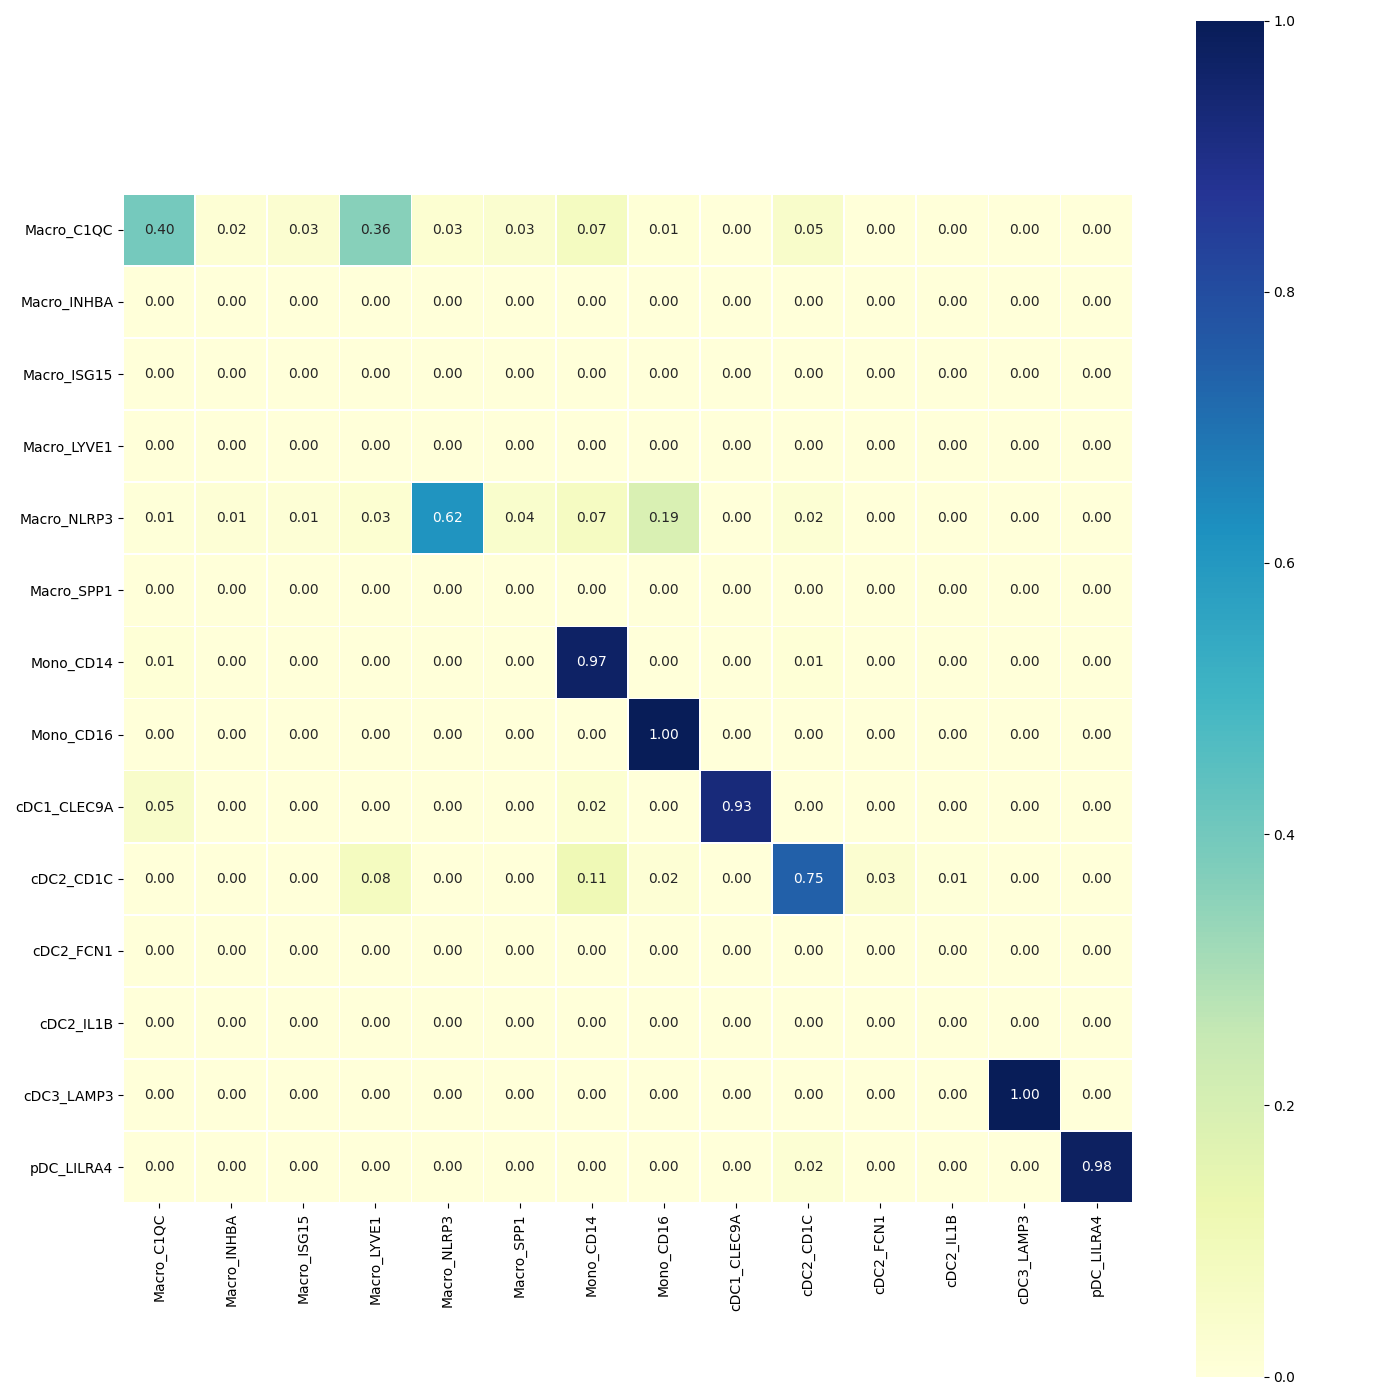 1.0
0.8
0.6
0.4
0.2
0.0
Macro_C1QC 0.40 0.02 0.03 0.36 0.03 0.03 0.07 0.01 0.00 0.05 0.00 0.00 0.00 0.00
Macro_INHBA 0.00 0.00 0.00 0.00 0.00 0.00 0.00 0.00 0.00 0.00 0.00 0.00 0.00 0.00
Macro_ISG15 0.00 0.00 0.00 0.00 0.00 0.00 0.00 0.00 0.00 0.00 0.00 0.00 0.00 0.00
Macro_LYVE1 0.00 0.00 0.00 0.00 0.00 0.00 0.00 0.00 0.00 0.00 0.00 0.00 0.00 0.00
Macro_NLRP3 0.01 0.01 0.01 0.03 0.62 0.04 0.07 0.19 0.00 0.02 0.00 0.00 0.00 0.00
Macro_SPP1 0.00 0.00 0.00 0.00 0.00 0.00 0.00 0.00 0.00 0.00 0.00 0.00 0.00 0.00
Mono_CD14 0.01 0.00 0.00 0.00 0.00 0.00 0.97 0.00 0.00 0.01 0.00 0.00 0.00 0.00
Mono_CD16 0.00 0.00 0.00 0.00 0.00 0.00 0.00 1.00 0.00 0.00 0.00 0.00 0.00 0.00
cDC1_CLEC9A 0.05 0.00 0.00 0.00 0.00 0.00 0.02 0.00 0.93 0.00 0.00 0.00 0.00 0.00
cDC2_CD1C 0.00 0.00 0.00 0.08 0.00 0.00 0.11 0.02 0.00 0.75 0.03 0.01 0.00 0.00
cDC2_FCN1 0.00 0.00 0.00 0.00 0.00 0.00 0.00 0.00 0.00 0.00 0.00 0.00 0.00 0.00
cDC2_IL1B 0.00 0.00 0.00 0.00 0.00 0.00 0.00 0.00 0.00 0.00 0.00 0.00 0.00 0.00
cDC3_LAMP3 0.00 0.00 0.00 0.00 0.00 0.00 0.00 0.00 0.00 0.00 0.00 0.00 1.00 0.00
pDC_LILRA4 0.00 0.00 0.00 0.00 0.00 0.00 0.00 0.00 0.00 0.02 0.00 0.00 0.00 0.98
Macro_C1QC
Macro_INHBA
Macro_ISG15
Macro_LYVE1
Macro_NLRP3
Macro_SPP1
Mono_CD14
Mono_CD16
cDC1_CLEC9A
cDC2_CD1C
cDC2_FCN1
cDC2_IL1B
cDC3_LAMP3
pDC_LILRA4